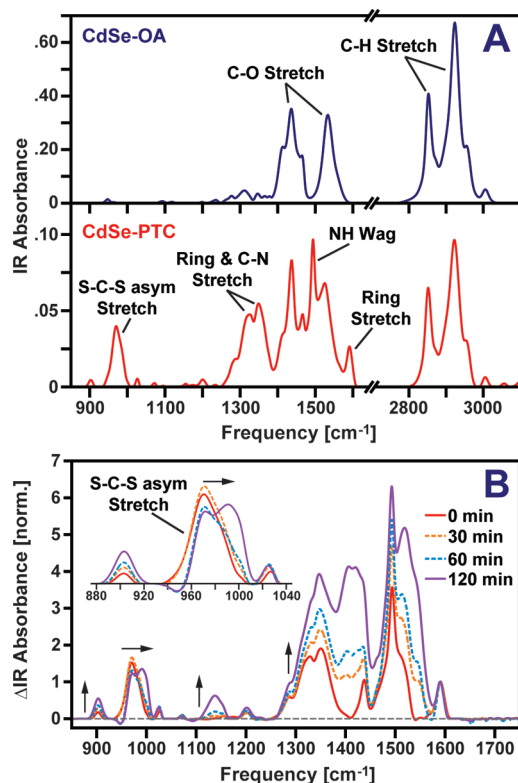 CdSe-OA
A
C-H Stretch
C-O Stretch
.60
.40
.20
0
IR Absorbance
CdSe-PTC
NH Wag
Ring & C-N
Stretch
S-C-S asym
Stretch
Ring
Stretch
.10
0.05
0
900 1100 1300 1500 2800 3000
Frequency [cm-1]
B
S-C-S asym
Stretch
0 min
30 min
60 min
120 min
880 920 960 1000 1040
7
6
5
4
3
2
1
0
ΔIR Absorbance [norm.]
900 1000 1100 1200 1300 1400 1500 1600 1700
Frequency [cm-1]